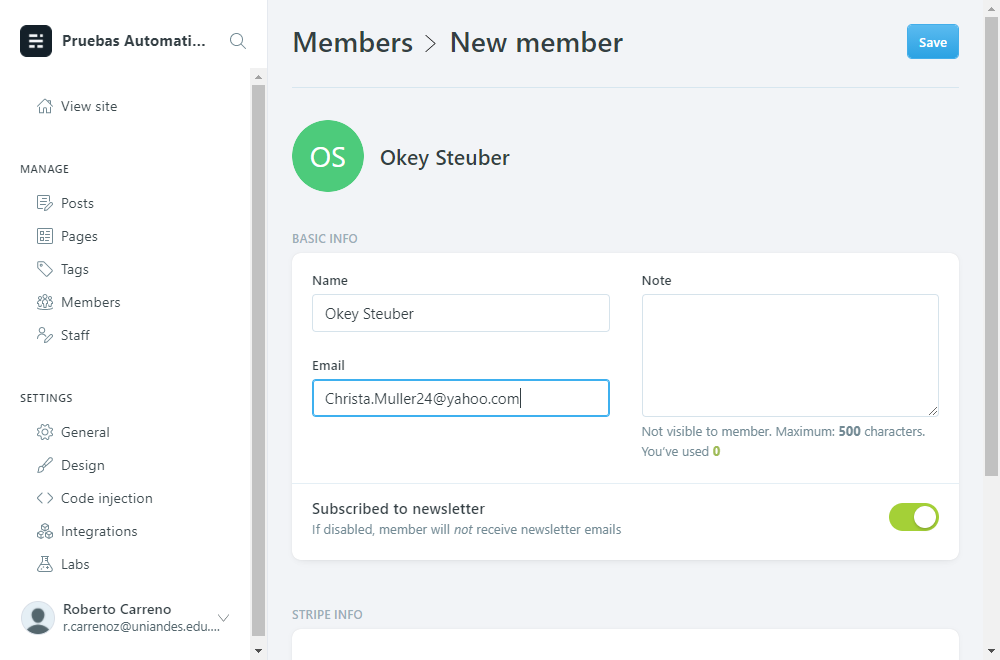 Pruebas Automati...
View site
MANAGE
Posts
Pages
Tags
Members
Staff
SETTINGS
General
Design
Code injection
Integrations
Labs
Roberto Carreno
r.carrenoz@uniandes.edu....
Members > New member
Save
OS
Okey Steuber
BASIC INFO
Name
Okey Steuber
Email
Christa.Muller24@yahoo.com
Note
Not visible to member. Maximum: 500 characters.
You've used 0
Subscribed to newsletter
If disabled, member will not receive newsletter emails
STRIPE INFO